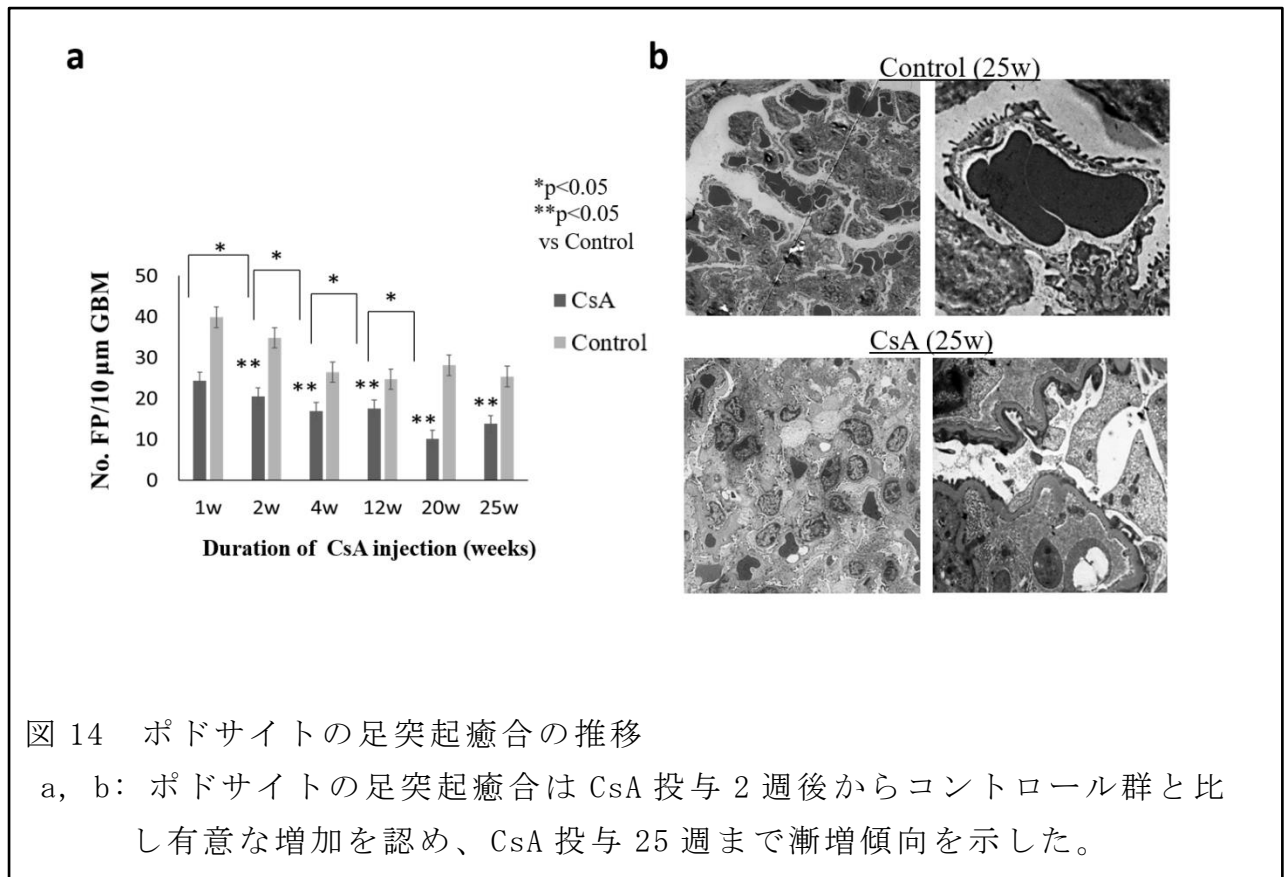 a
b
Control (25w)
*p<0.05
**p<0.05
vs Control
CsA
Control
* * * *
50
40
30
20
10
0
** ** ** ** **
No. FP/10 μm GBM
1w 2w 4w 12w 20w 25w
Duration of CsA injection (weeks)
CsA (25w)
図 14 ポドサイトの足突起癒合の推移
a, b: ポドサイトの足突起癒合は CsA 投与 2 週後からコントロール群と比
し有意な増加を認め、CsA 投与 25 週まで漸増傾向を示した。